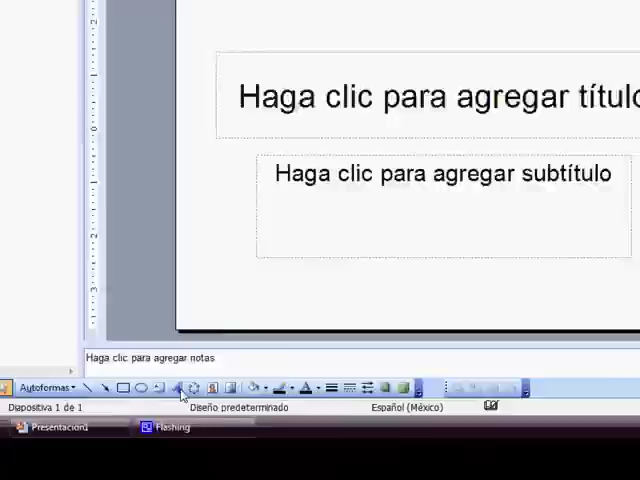 Haga clic para agregar título
Haga clic para agregar subtítulo
Haga clic para agregar notas
Autoformas
Diapositiva 1 de 1
Diseño predeterminado
Español (México)
Presentación1
Flashing